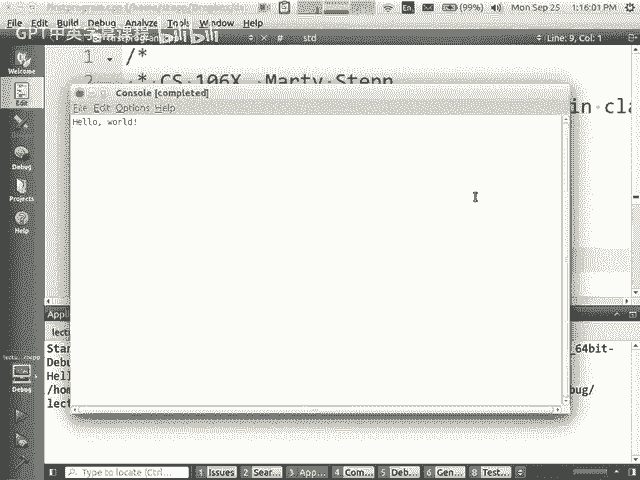 File Edit Build Debug Analyze Tools Window Help
Mon Sep 25 1:16:01 PM
(99%)
En
GPT中英字幕课程
std
Line: 9, Col: 1
Welcome
Edit
Debug
Projects
Help
1 /*
2 * CS 106X, Marty Stepp
in cla
Console [completed]
File Edit Options Help
Hello, world!
Appl
lect
Star
_64bit-
Debu
Hell
/hom
bug/
lect
Debug
Type to locate (Ctrl...
1 Issues 2 Sear... 3 App... 4 Com... 5 Deb... 6 Gen... 8 Test...